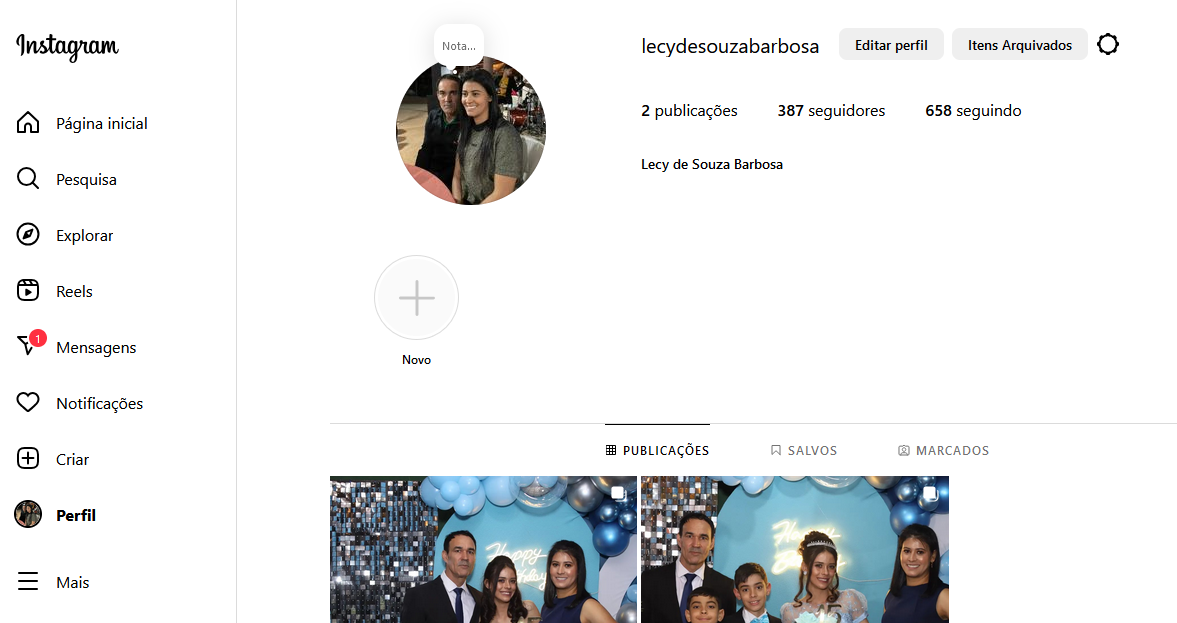 Instagram
Página inicial
Pesquisa
Explorar
Reels
1
Mensagens
Notificações
Criar
Perfil
Mais
Nota...
lecydesouzabarbosa
Editar perfil
Itens Arquivados
2 publicações
387 seguidores
658 seguindo
Lecy de Souza Barbosa
Novo
PUBLICAÇÕES
SALVOS
MARCADOS
Happy
Birthday
Happy
15